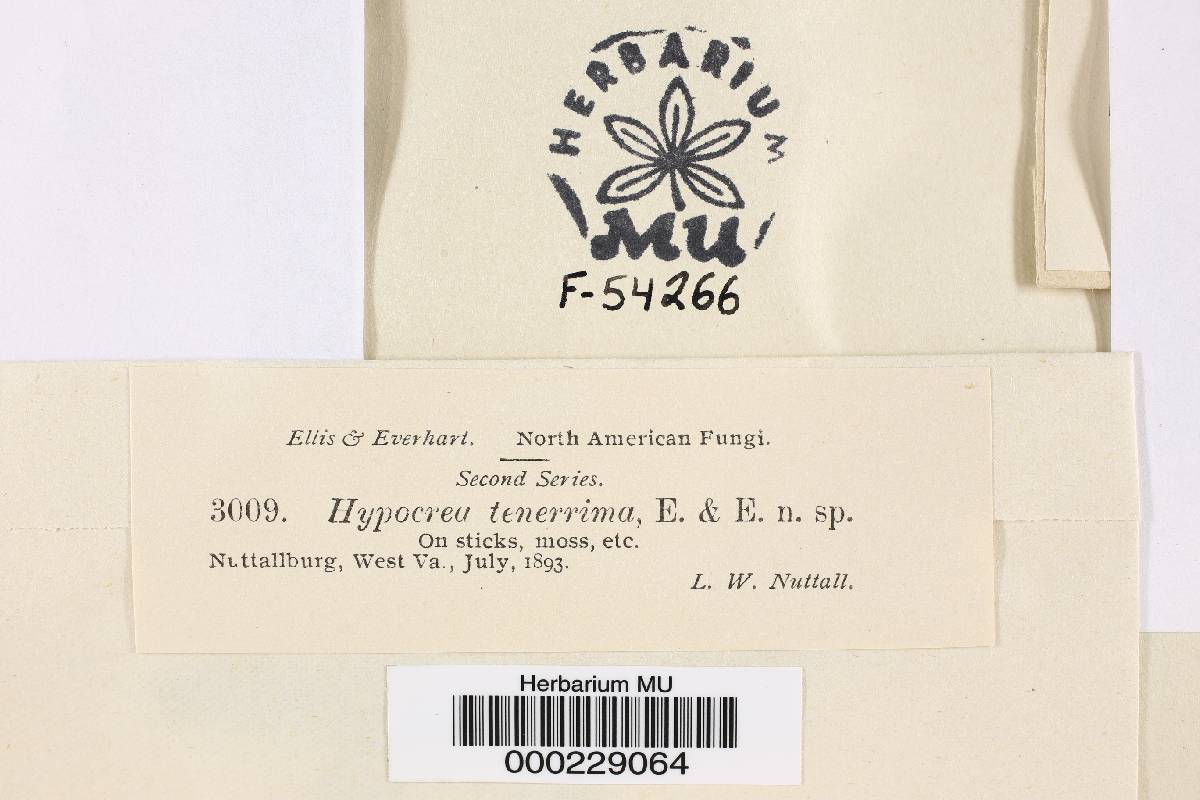 HERBARIUM
MU
F-54266
Ellis & Everhart. North American Fungi.
Second Series.
3009. Hypocrea tenerrima, E. & E. n. sp.
On sticks, moss, etc.
Nuttallburg, West Va., July, 1893.
L. W. Nuttall.
Herbarium MU
000229064